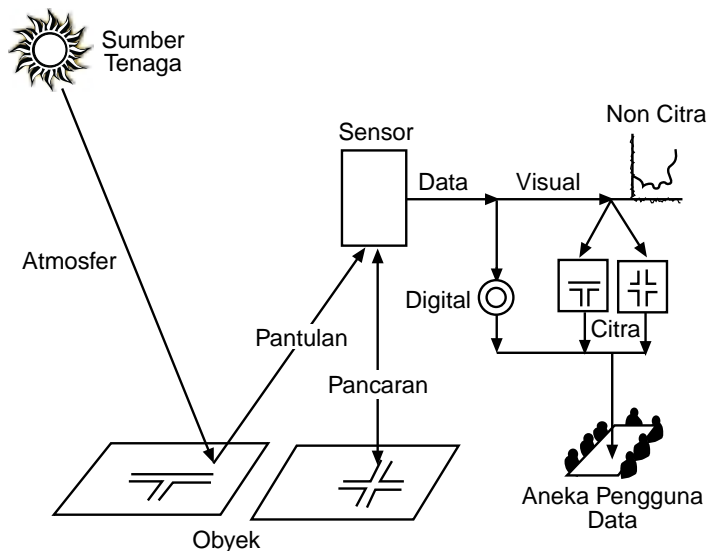 Sumber
Tenaga
Non Citra
Sensor
Data
Visual
Atmosfer
Digital
Citra
Pantulan
Pancaran
Aneka Pengguna
Data
Obyek